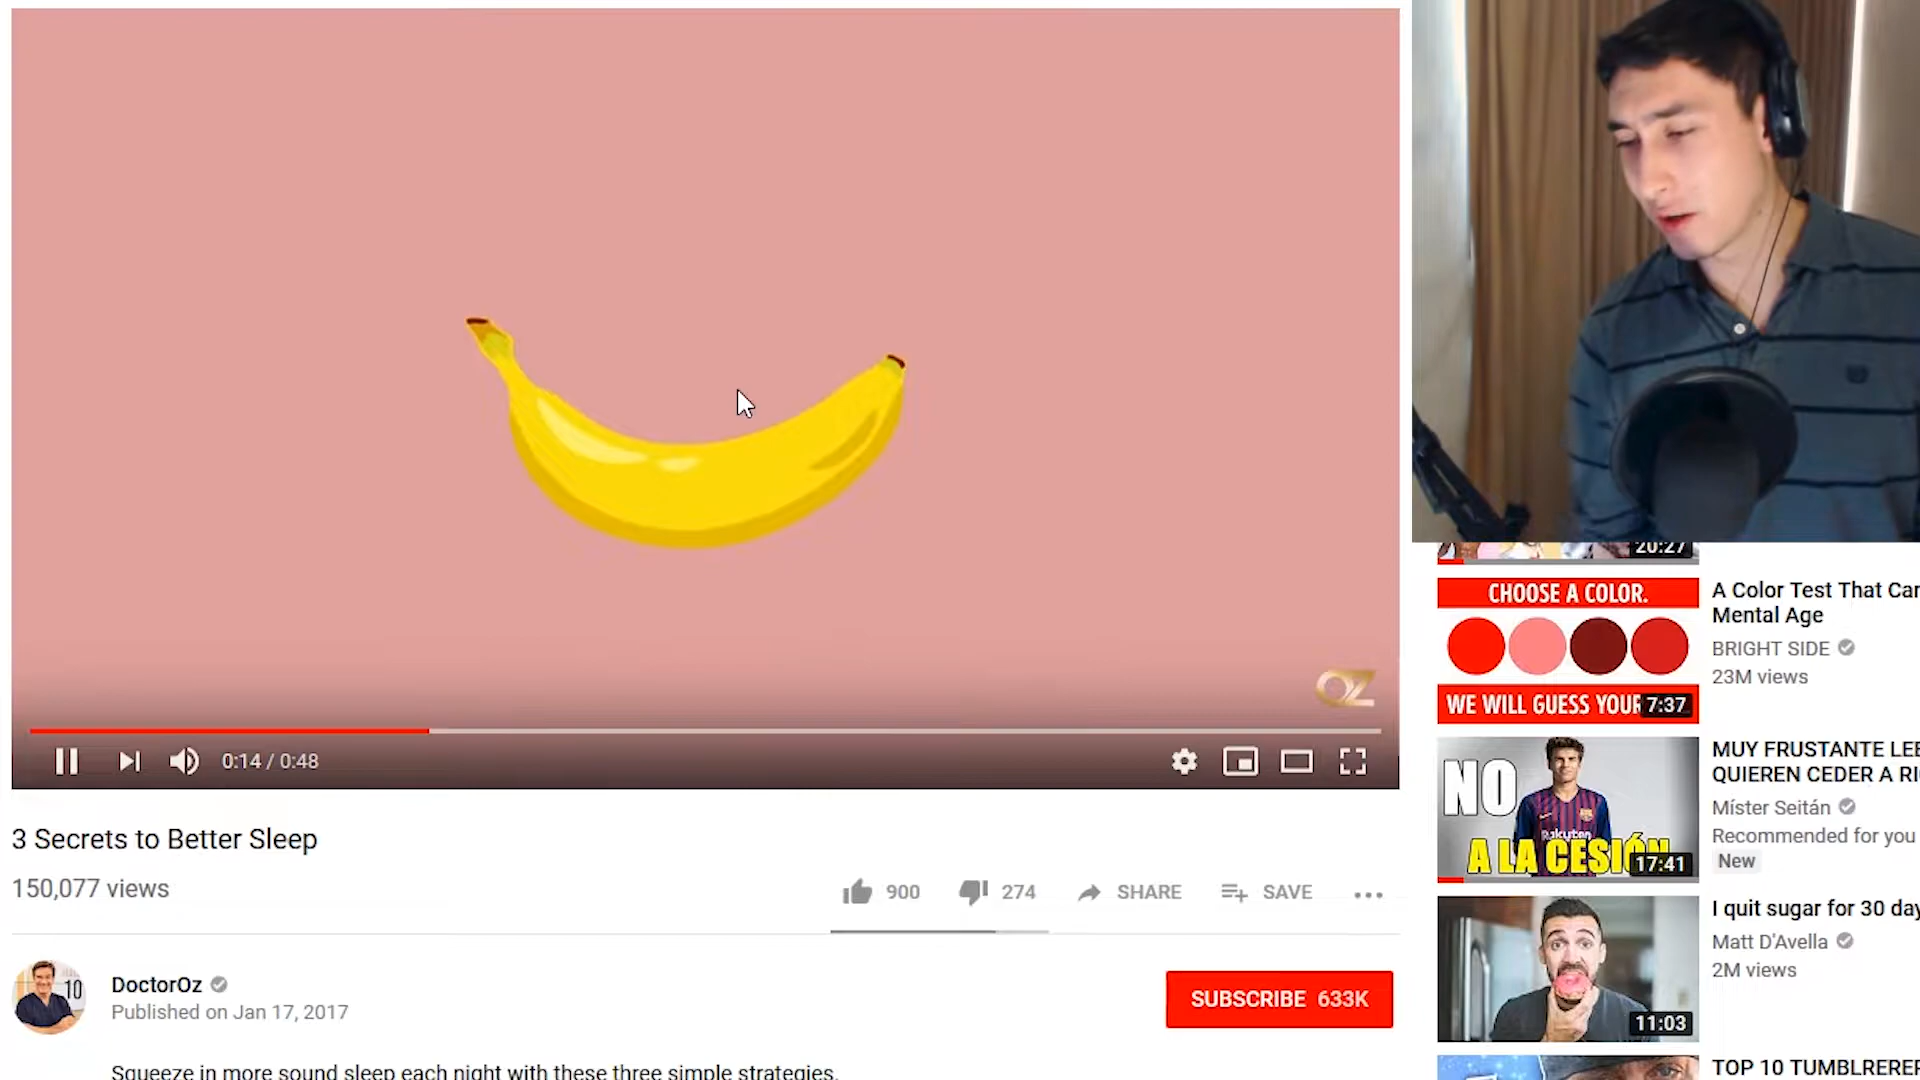 OZ
0:14 / 0:48
3 Secrets to Better Sleep
150,077 views
900
274
SHARE
SAVE
DoctorOz
Published on Jan 17, 2017
SUBSCRIBE 633K
Squeeze in more sound sleep each night with these three simple strategies.
10
20:27
CHOOSE A COLOR.
WE WILL GUESS YOUR
7:37
A Color Test That Can
Mental Age
BRIGHT SIDE
23M views
NO
A LA CESIÓN
Rakuten
17:41
MUY FRUSTANTE LEE
QUIEREN CEDER A RI
Míster Seitán
Recommended for you
New
11:03
I quit sugar for 30 day
Matt D'Avella
2M views
TOP 10 TUMBLRERER